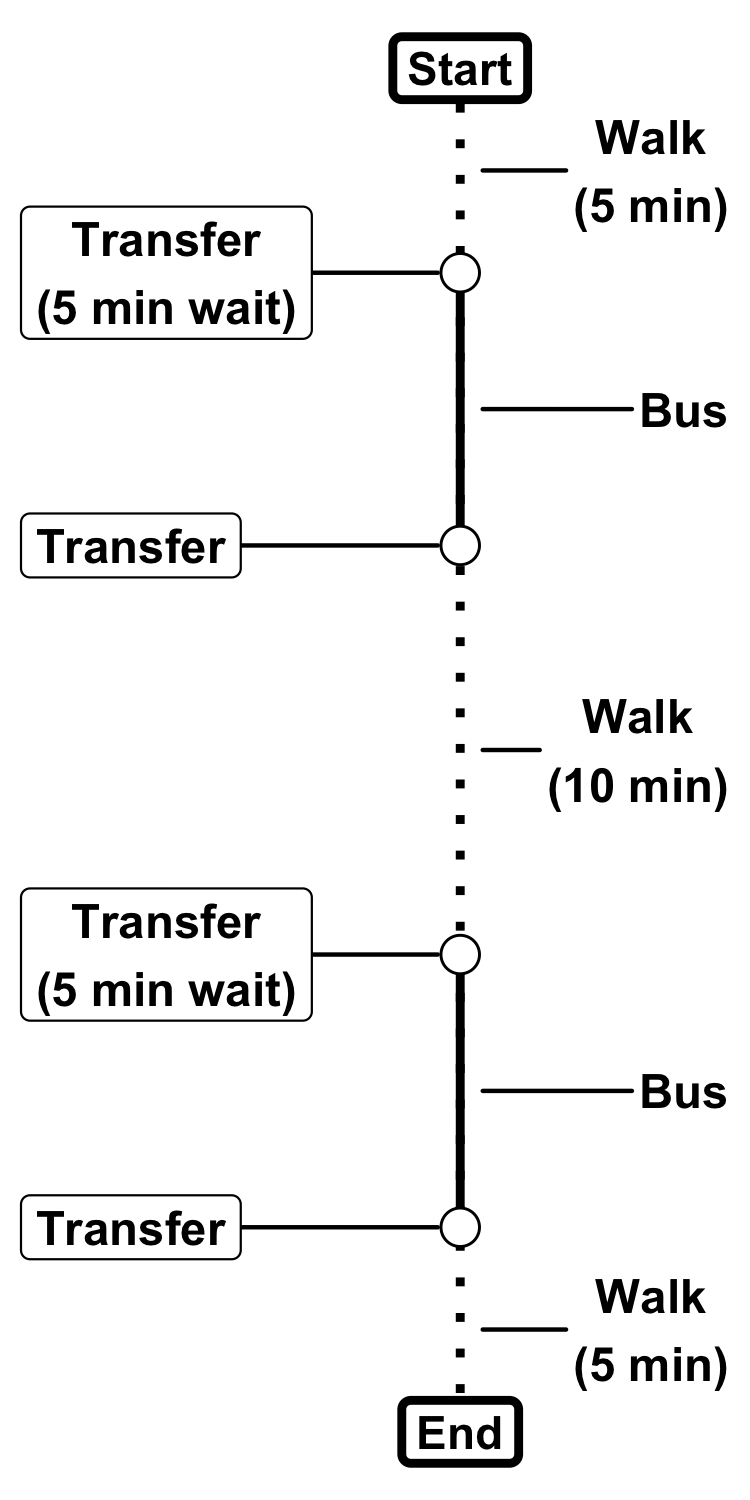 Start
Walk
(5 min)
Transfer
(5 min wait)
Bus
Transfer
Walk
(10 min)
Transfer
(5 min wait)
Bus
Transfer
Walk
(5 min)
End